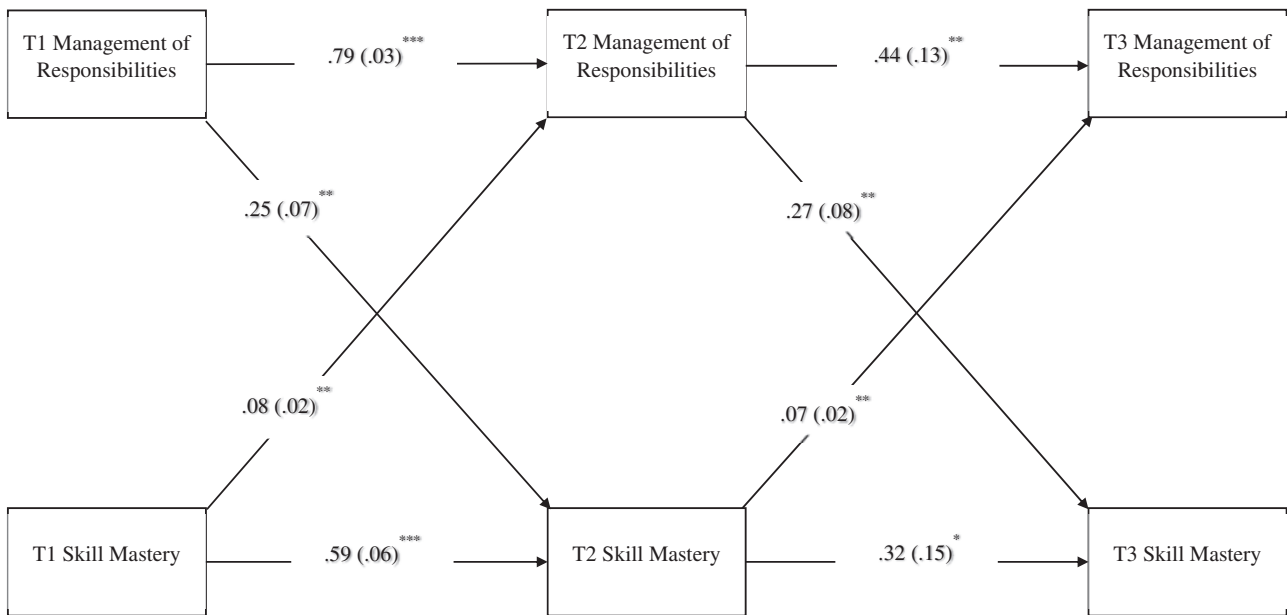 T1 Management of
Responsibilities
.79 (.03)***
T2 Management of
Responsibilities
.44 (.13)**
T3 Management of
Responsibilities
.25 (.07)**
.27 (.08)**
.08 (.02)**
.07 (.02)**
T1 Skill Mastery
.59 (.06)***
T2 Skill Mastery
.32 (.15)*
T3 Skill Mastery